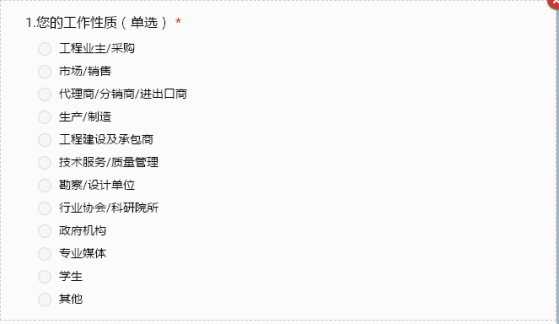 1.您的工作性质（单选） *
工程业主/采购
市场/销售
代理商/分销商/进出口商
生产/制造
工程建设及承包商
技术服务/质量管理
勘察/设计单位
行业协会/科研院所
政府机构
专业媒体
学生
其他